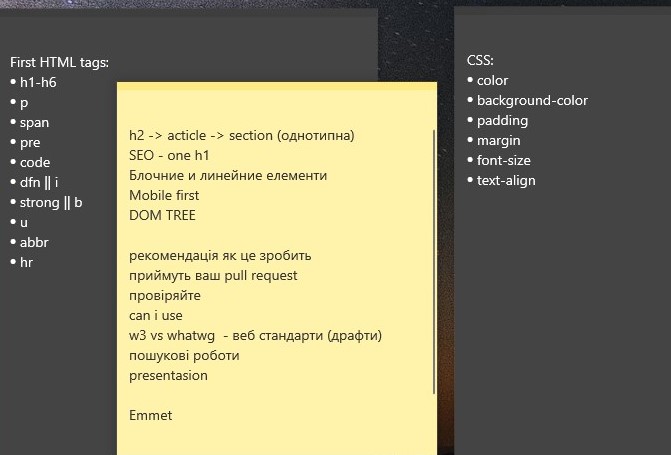 First HTML tags:
• h1-h6
• p
• span
• pre
• code
• dfn || i
• strong || b
• u
• abbr
• hr
h2 -> acticle -> section (однотипна)
SEO - one h1
Блочние и линейние елементи
Mobile first
DOM TREE
рекомендація як це зробить
приймуть ваш pull request
провіряйте
can i use
w3 vs whatwg  - веб стандарти (драфти)
пошукові роботи
presentasion
Emmet
CSS:
• color
• background-color
• padding
• margin
• font-size
• text-align